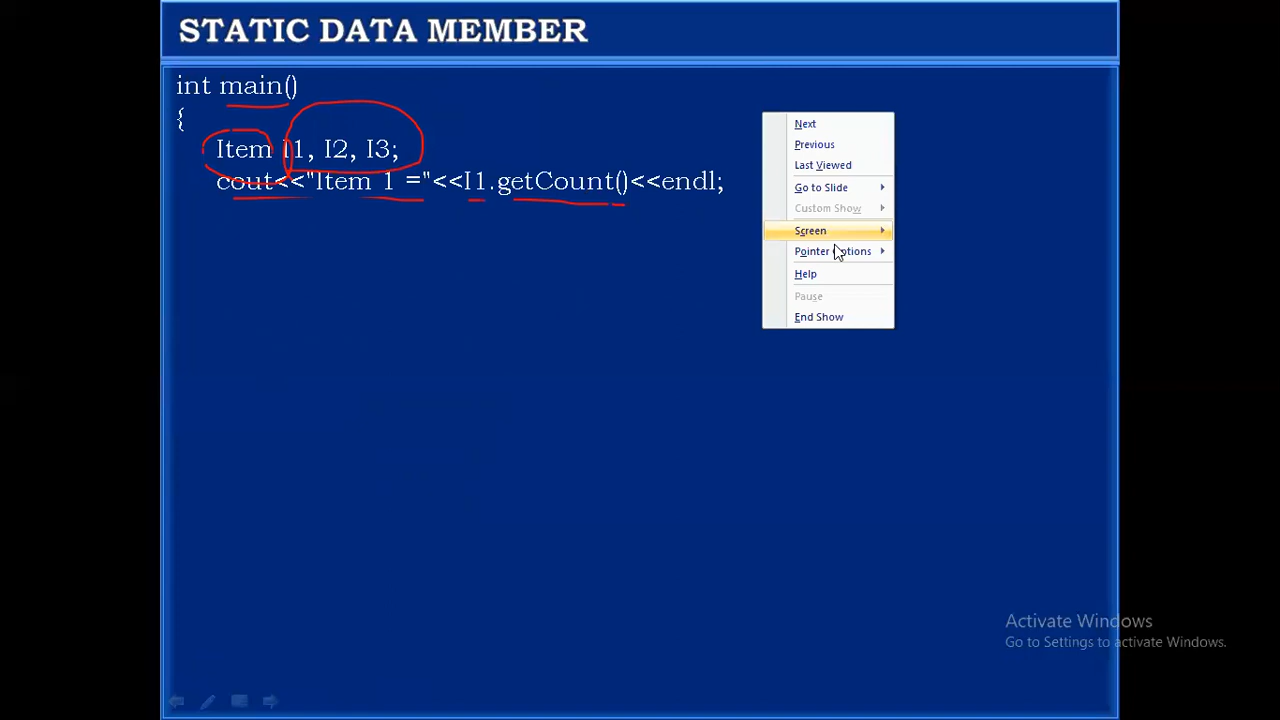 STATIC DATA MEMBER
int main()
{
Item I1, I2, I3;
cout<<"Item 1 ="<<I1.getCount()<<endl;
Next
Previous
Last Viewed
Go to Slide
Custom Show
Screen
Pointer Options
Help
Pause
End Show
Activate Windows
Go to Settings to activate Windows.